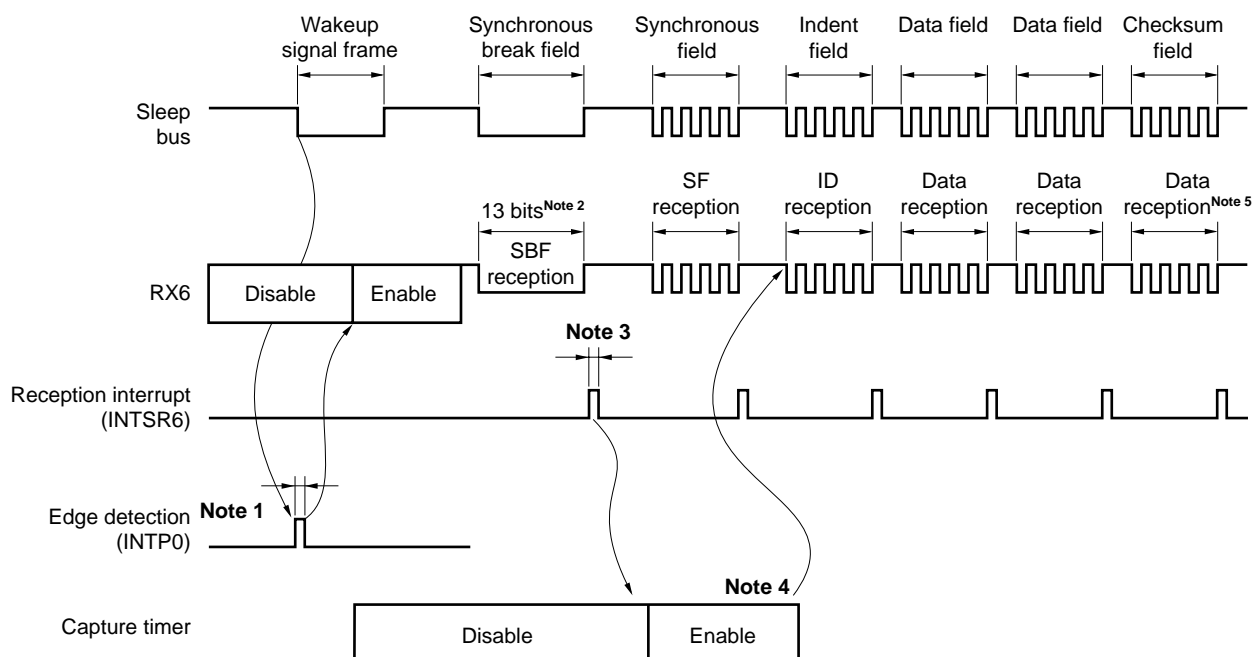 Wakeup
signal frame
Synchronous
break field
Synchronous
field
Indent
field
Data field
Data field
Checksum
field
Sleep
bus
13 bitsNote 2
SF
reception
ID
reception
Data
reception
Data
reception
Data
receptionNote 5
SBF
reception
RX6
Disable
Enable
Note 3
Reception interrupt
(INTSR6)
Note 1
Edge detection
(INTP0)
Note 4
Capture timer
Disable
Enable